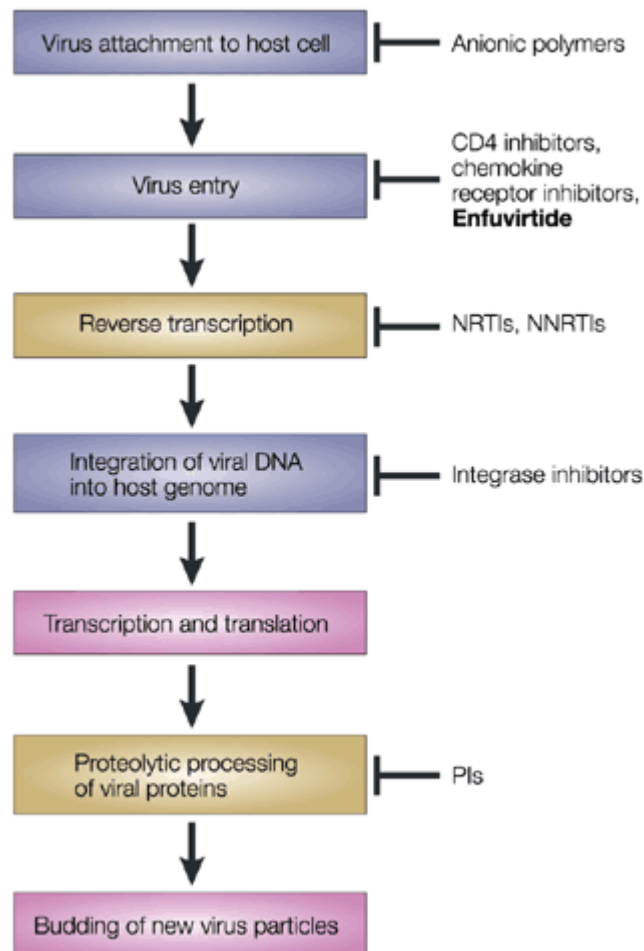 Virus attachment to host cell
Anionic polymers
Virus entry
CD4 inhibitors,
chemokine
receptor inhibitors,
Enfuvirtide
Reverse transcription
NRTIs, NNRTIs
Integration of viral DNA
into host genome
Integrase inhibitors
Transcription and translation
Proteolytic processing
of viral proteins
PIs
Budding of new virus particles